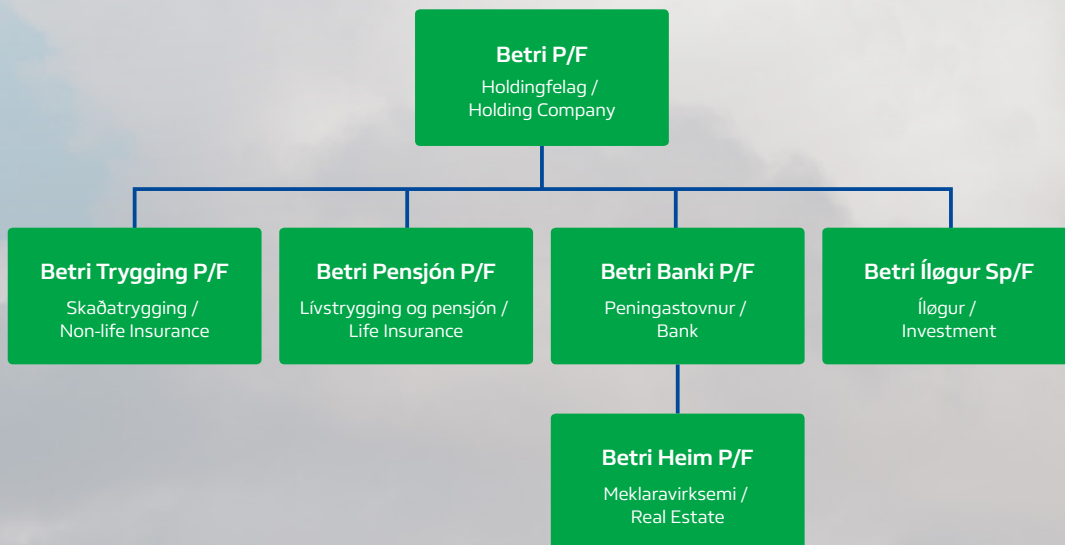 Betri P/F
Holdingfelag /
Holding Company
Betri Trygging P/F
Skaðatrygging /
Non-life Insurance
Betri Pensjón P/F
Lívstrygging og pensjón /
Life Insurance
Betri Banki P/F
Peningastovnur /
Bank
Betri Íløgur Sp/F
Íløgur /
Investment
Betri Heim P/F
Meklaravirksemi /
Real Estate